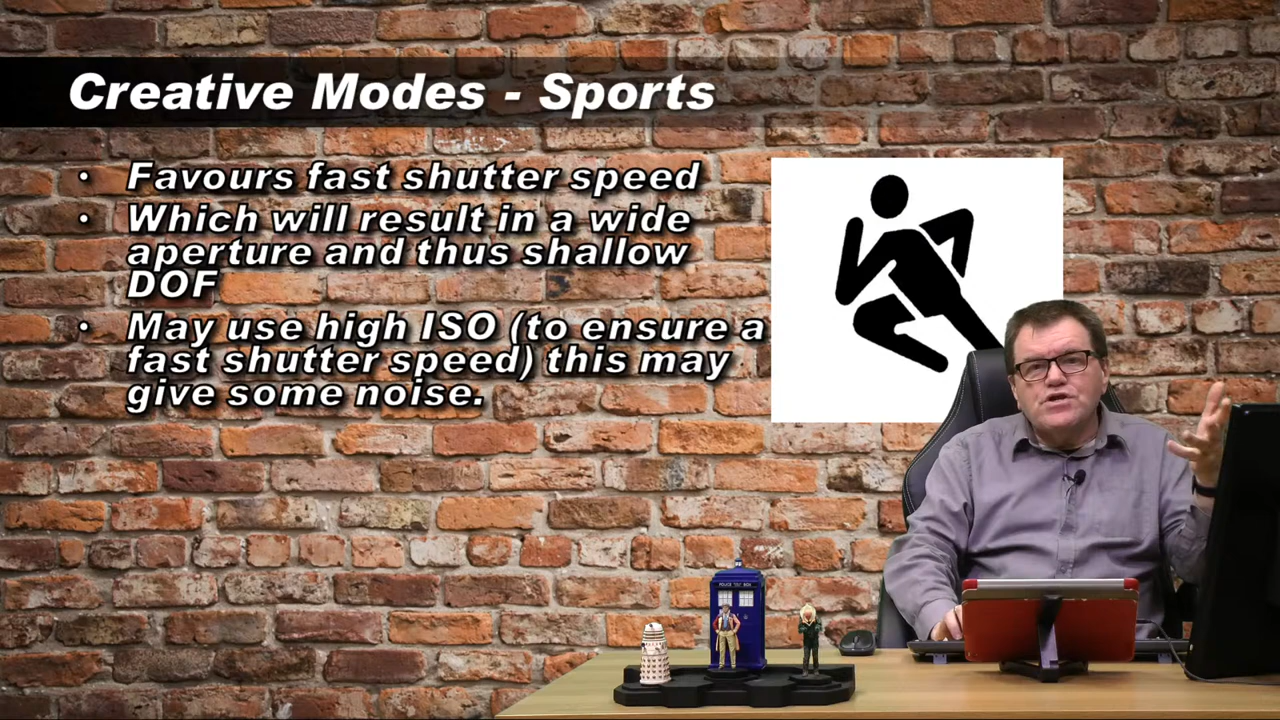 Creative Modes - Sports
• Favours fast shutter speed
• Which will result in a wide
aperture and thus shallow
DOF
• May use high ISO (to ensure a
fast shutter speed) this may
give some noise.